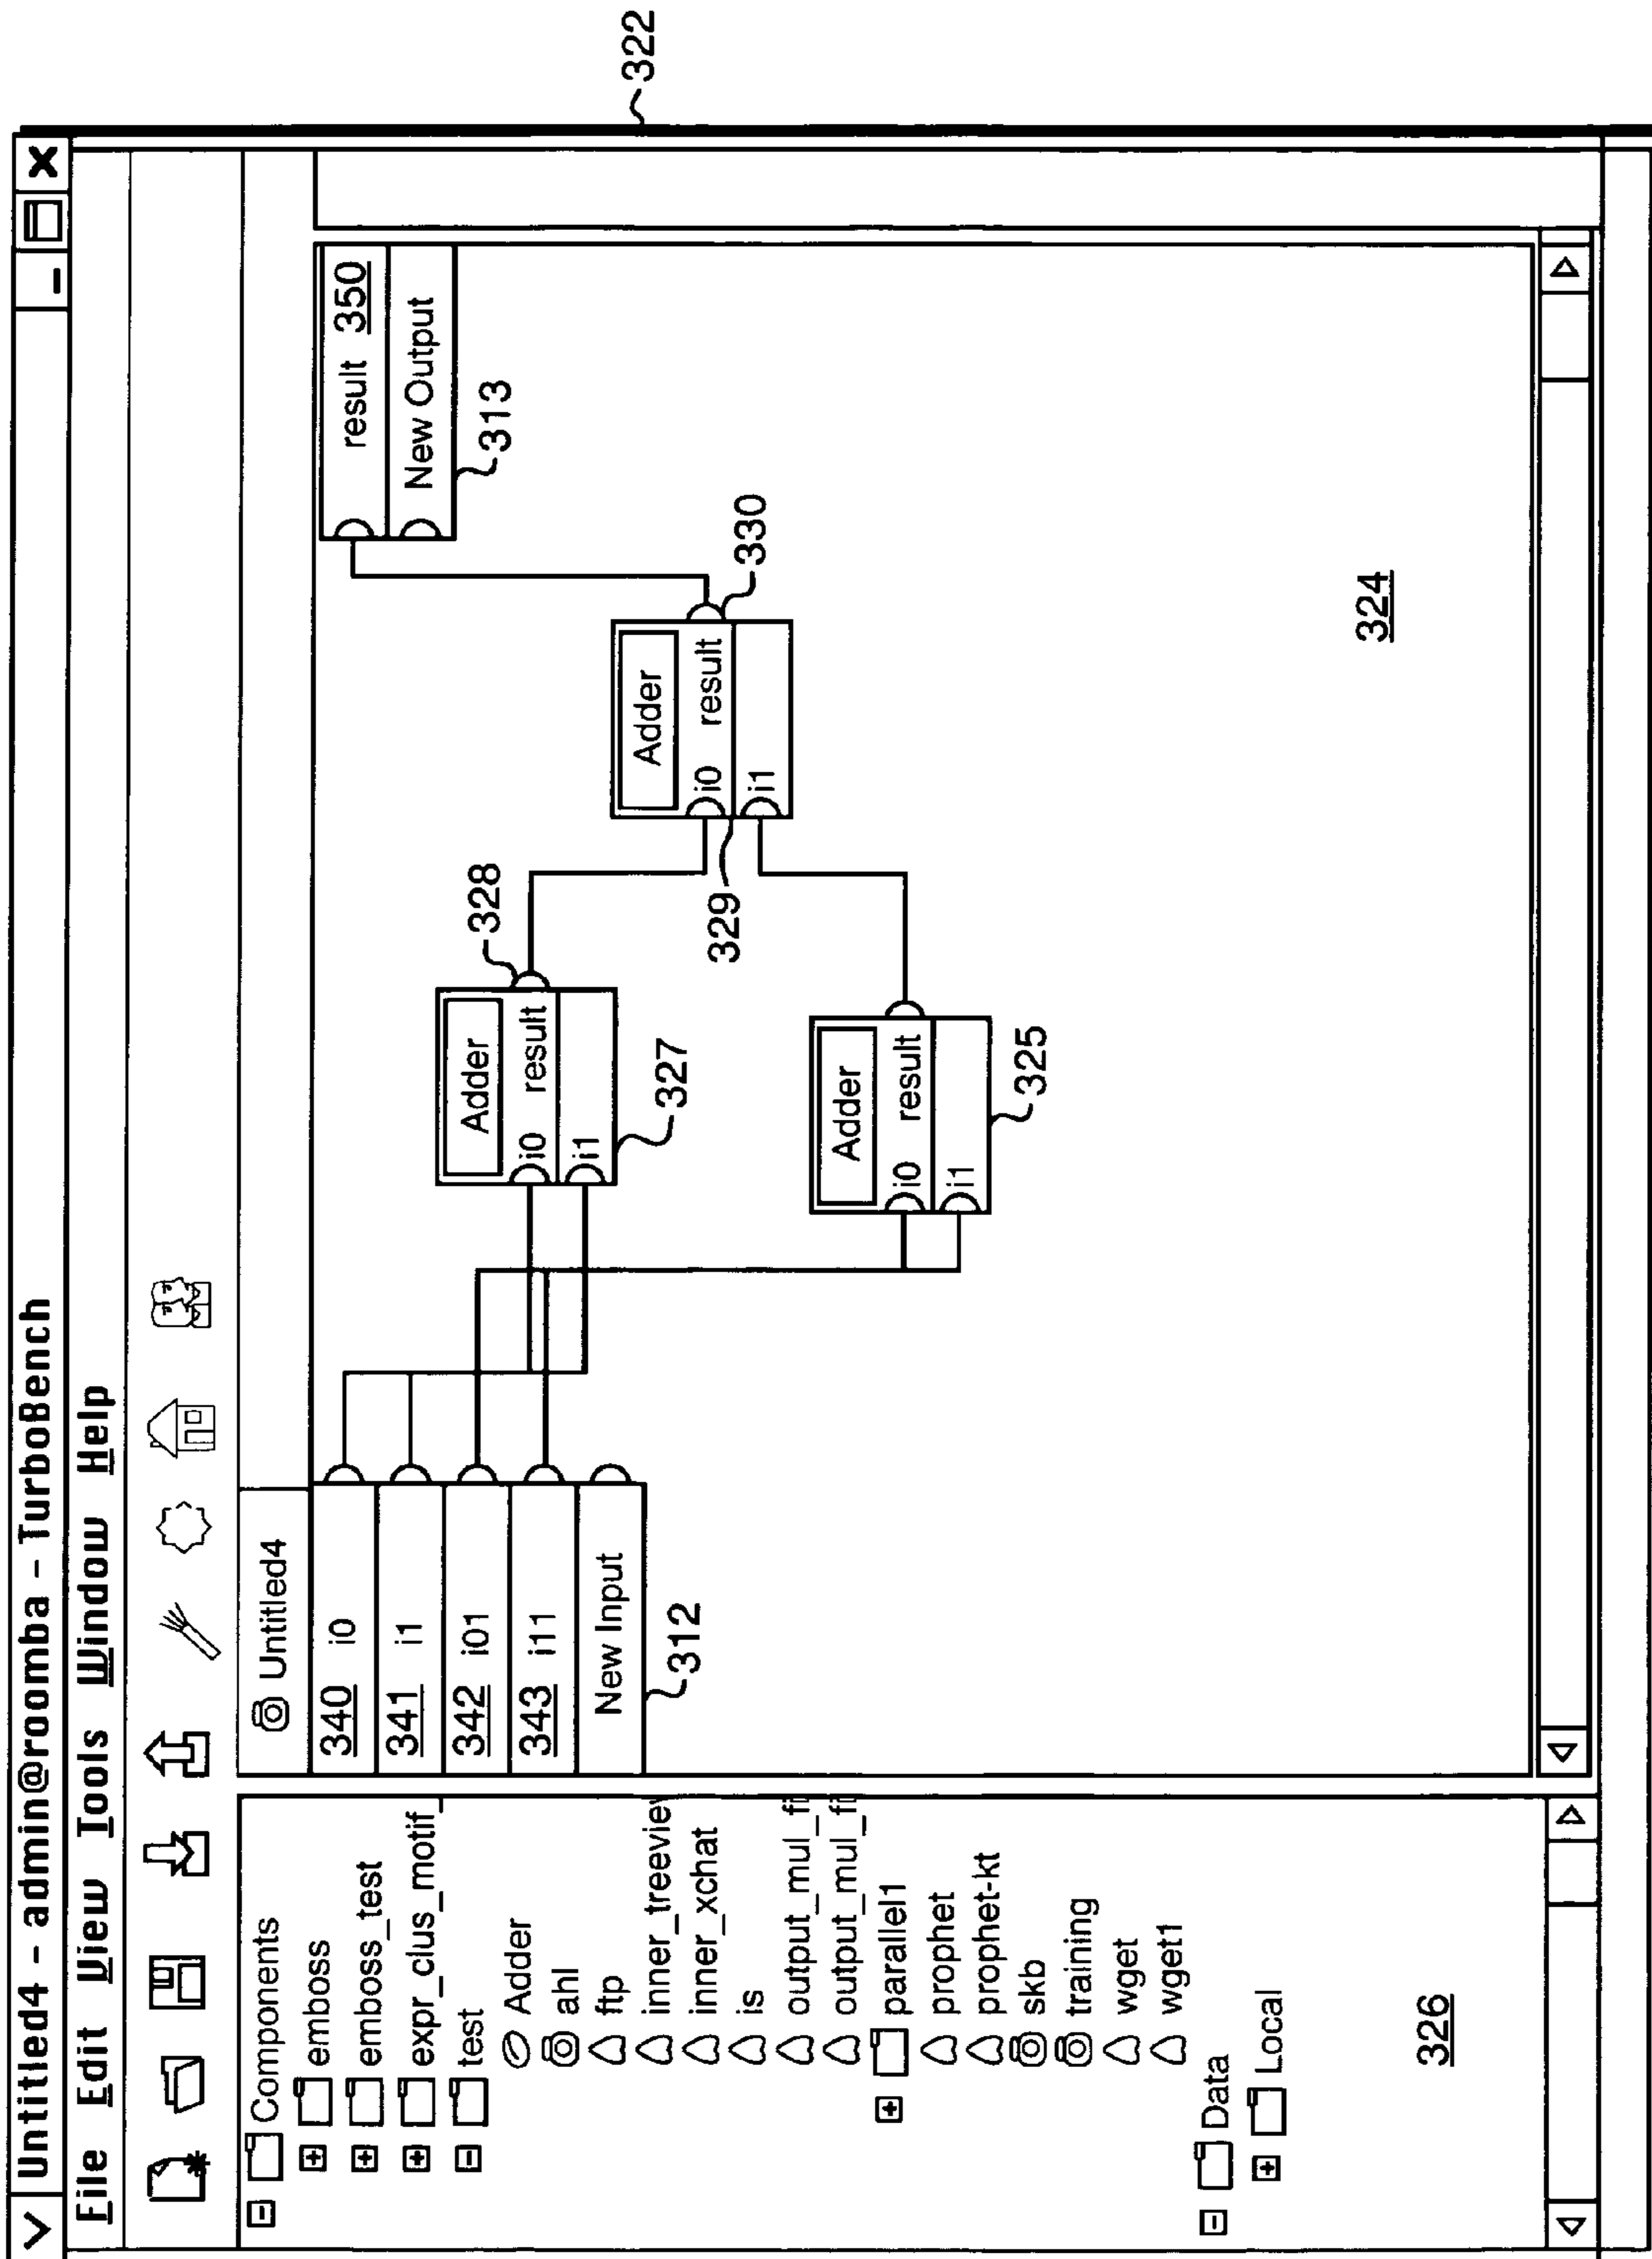 Untitled4 - admin@roomba - TurboBench
File Edit View Tools Window Help
322
Components
emboss
emboss_test
expr_clus_motif_
test
Adder
ahl
ftp
inner_treeview
inner_xchat
is
output_mul_fi
output_mul_fi
parallel1
prophet
prophet-kt
skb
training
wget
wget1
Data
Local
326
Untitled4
340 i0
341 i1
342 i01
343 i11
New Input
312
Adder
i0 result
i1
328
327
Adder
i0 result
i1
325
Adder
i0 result
i1
329
330
result 350
New Output
313
324